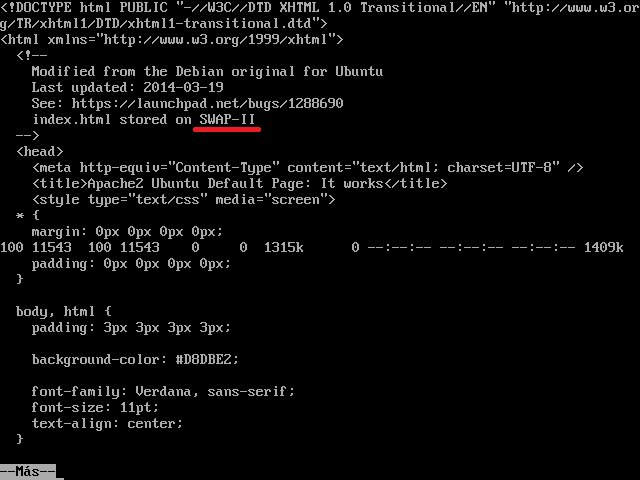 <!DOCTYPE html PUBLIC "-//W3C//DTD XHTML 1.0 Transitional//EN" "http://www.w3.or
g/TR/xhtml1/DTD/xhtml1-transitional.dtd">
<html xmlns="http://www.w3.org/1999/xhtml">
  <!--
    Modified from the Debian original for Ubuntu
    Last updated: 2014-03-19
    See: https://launchpad.net/bugs/1288690
    index.html stored on SWAP-II
  -->
  <head>
    <meta http-equiv="Content-Type" content="text/html; charset=UTF-8" />
    <title>Apache2 Ubuntu Default Page: It works</title>
    <style type="text/css" media="screen">
  * {
    margin: 0px 0px 0px 0px;
100 11543  100 11543    0     0  1315k      0 --:--:-- --:--:-- --:--:-- 1409k
    padding: 0px 0px 0px 0px;
  }
  body, html {
    padding: 3px 3px 3px 3px;
    background-color: #D8DBE2;
    font-family: Verdana, sans-serif;
    font-size: 11pt;
    text-align: center;
  }
--Más--